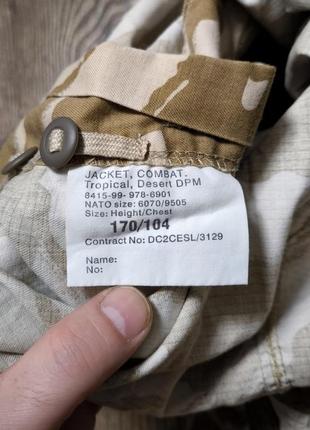 JACKET, COMBAT.
Tropical, Desert DPM
8415-99- 978-6901
NATO size: 6070/9505
Size: Height/Chest
170/104
Contract No: DC2CESL/3129
Name:
No: